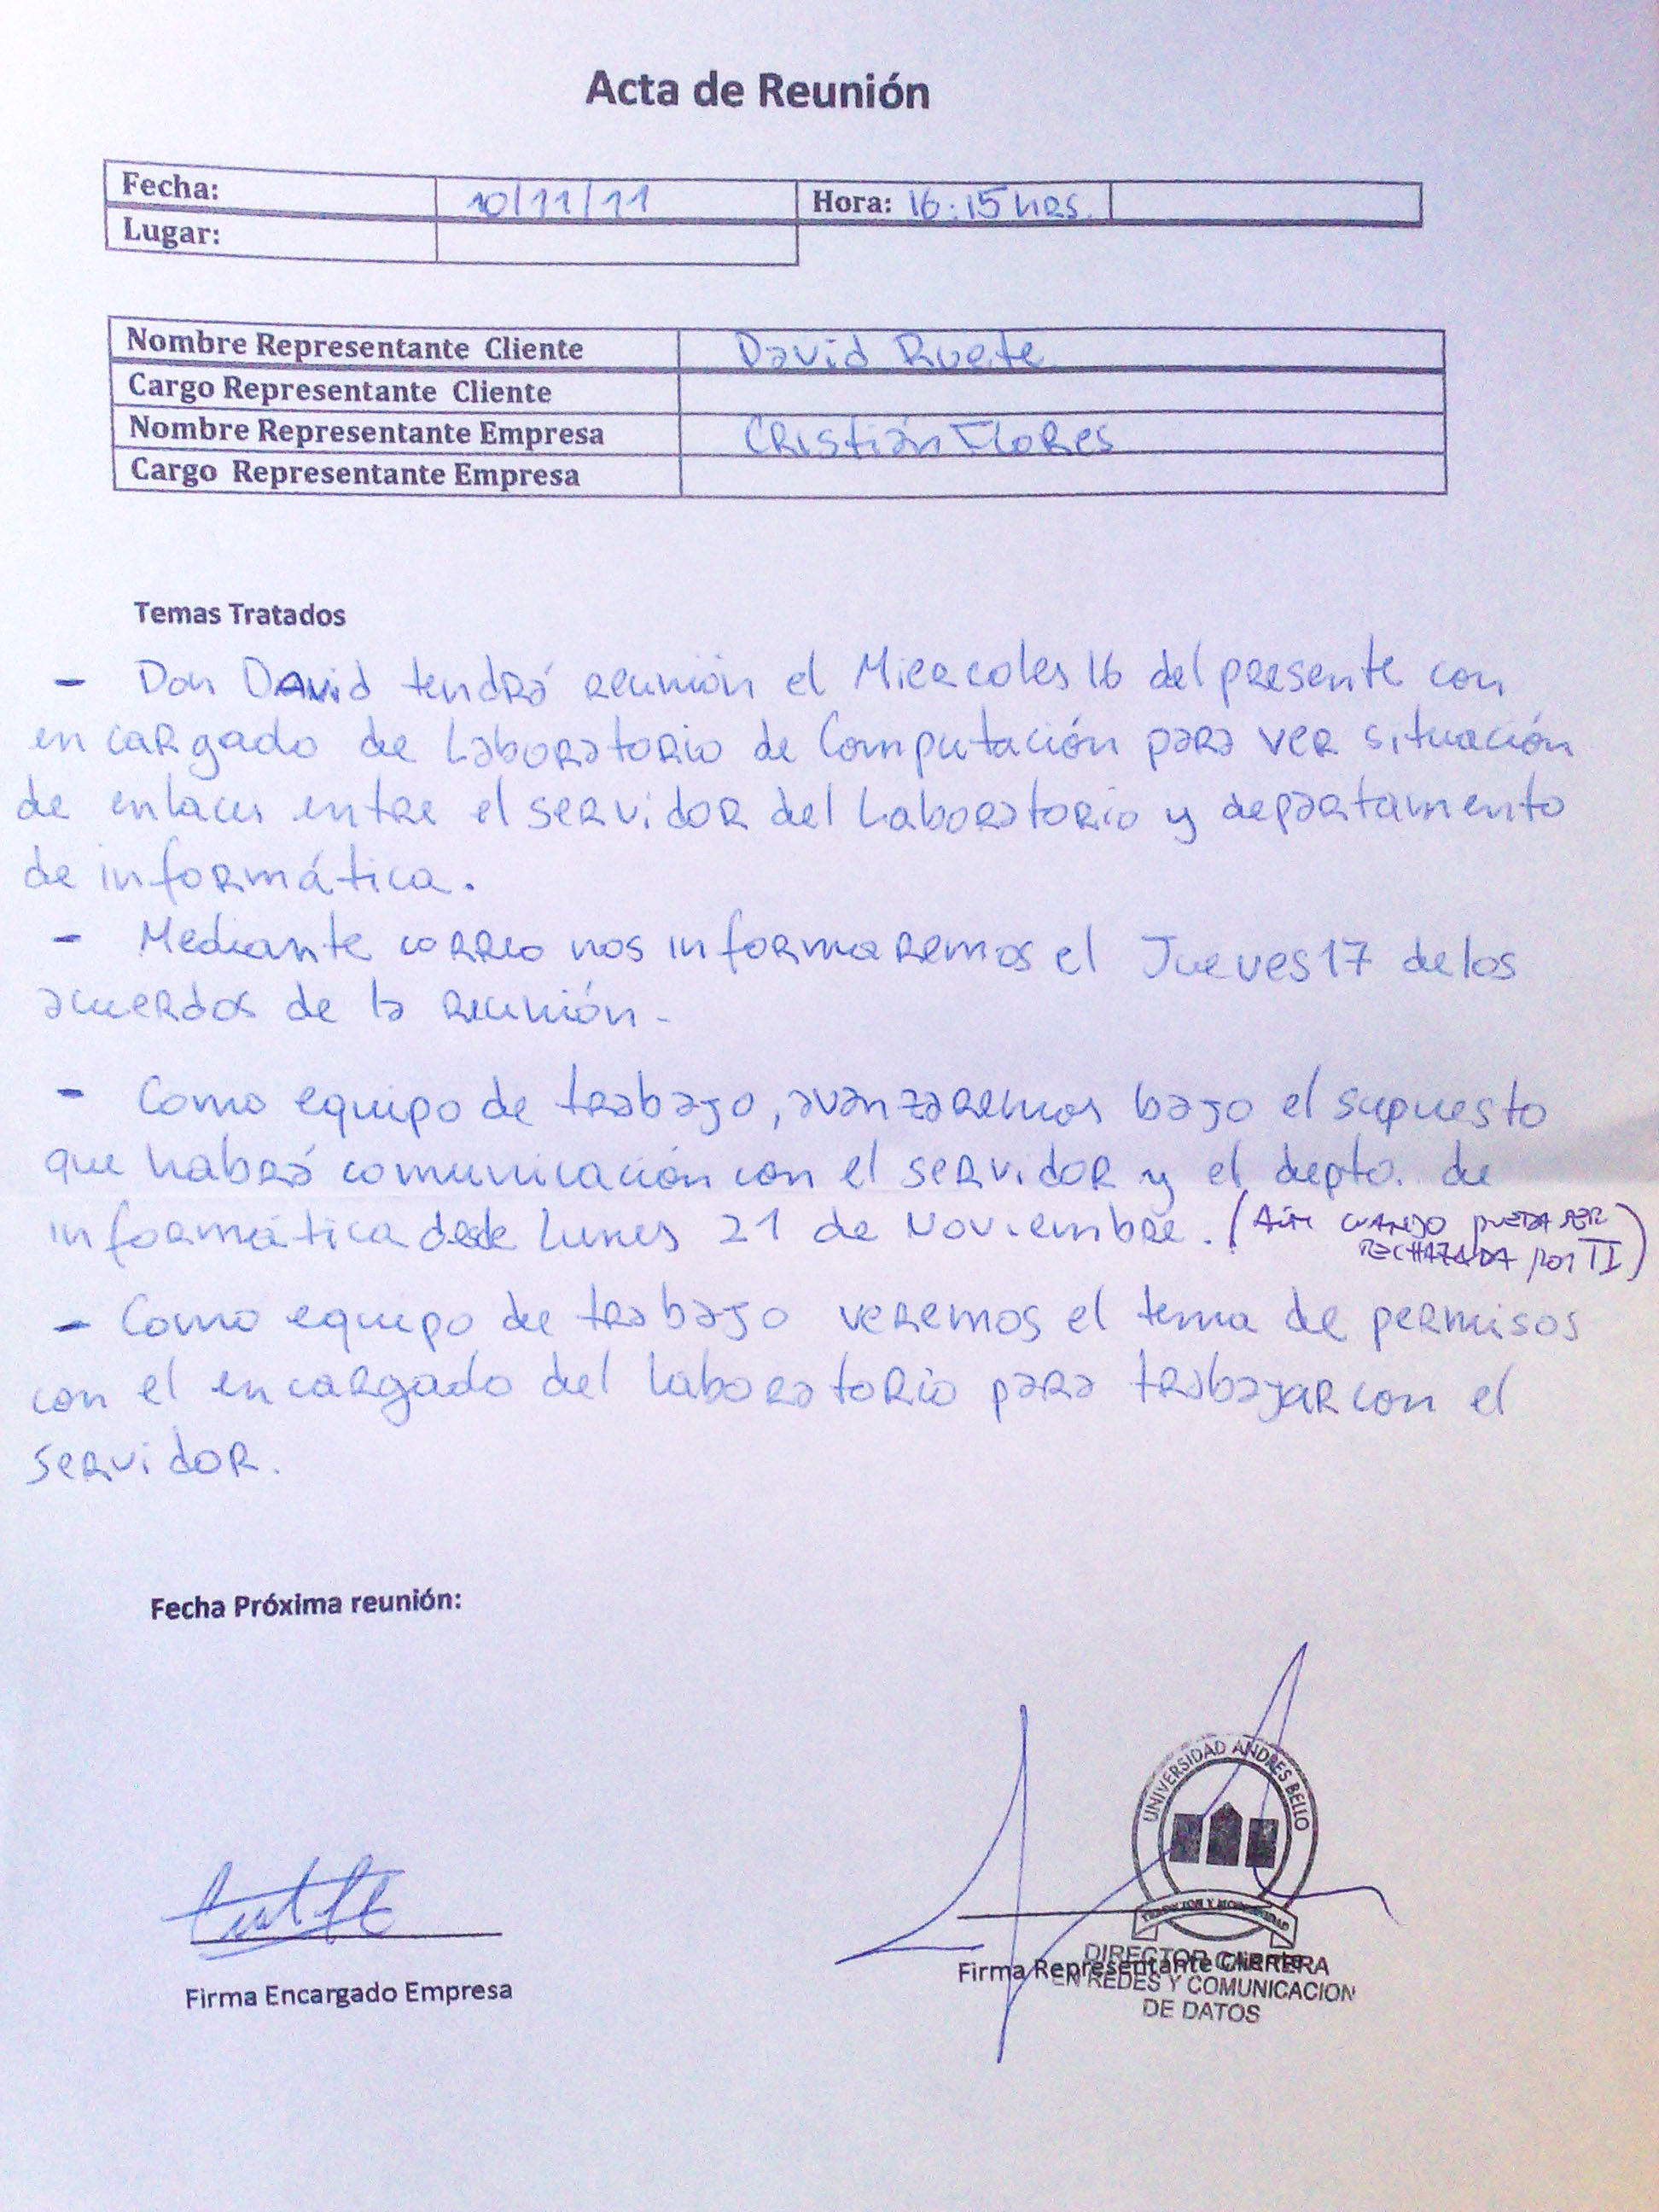 Acta de Reunión
Fecha: 10/11/11 Hora: 16:15 hrs.
Lugar:
Nombre Representante Cliente David Ruete
Cargo Representante Cliente
Nombre Representante Empresa Cristián Flores
Cargo Representante Empresa
Temas Tratados
- Don David tendrá reunión el Miercoles 16 del presente con
encargado de Laboratorio de Computación para ver situación
de enlaces entre el servidor del Laboratorio y departamento
de informática.
- Mediante correo nos informaremos el Jueves 17 de los
acuerdos de la reunión.
- Como equipo de trabajo, avanzaremos bajo el supuesto
que habrá comunicación con el servidor y el depto. de
informática desde Lunes 21 de Noviembre. (Aún cuando pueda ser
rechazada por TI)
- Como equipo de trabajo veremos el tema de permisos
con el encargado del laboratorio para trabajar con el
servidor.
Fecha Próxima reunión:
UNIVERSIDAD ANDRES BELLO
TRADICION Y MODERNIDAD
Firma Encargado Empresa
Firma Representante Cliente
DIRECTOR CARRERA
EN REDES Y COMUNICACION
DE DATOS